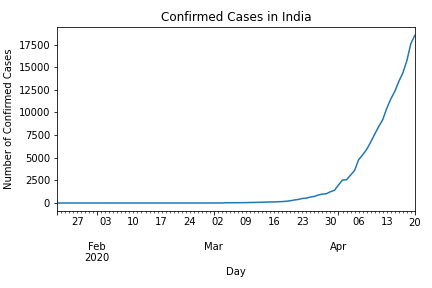 Confirmed Cases in India
Number of Confirmed Cases
17500
15000
12500
10000
7500
5000
2500
0
27 03 10 17 24 02 09 16 23 30 06 13 20
Feb Mar Apr
2020
Day